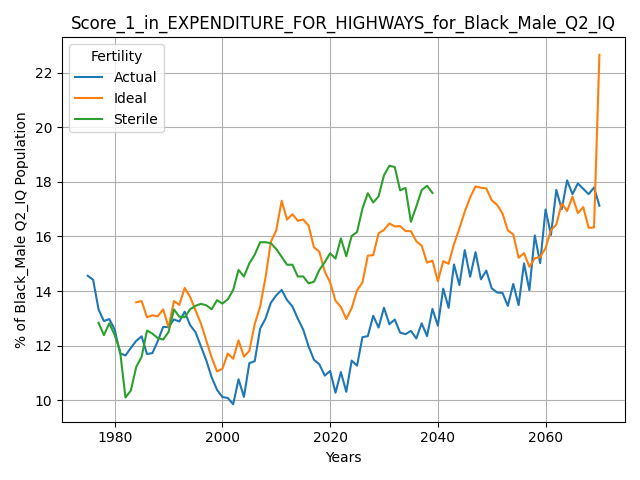 Score_1_in_EXPENDITURE_FOR_HIGHWAYS_for_Black_Male_Q2_IQ
Fertility
Actual
Ideal
Sterile
% of Black_Male Q2_IQ Population
22
20
18
16
14
12
10
1980 2000 2020 2040 2060
Years